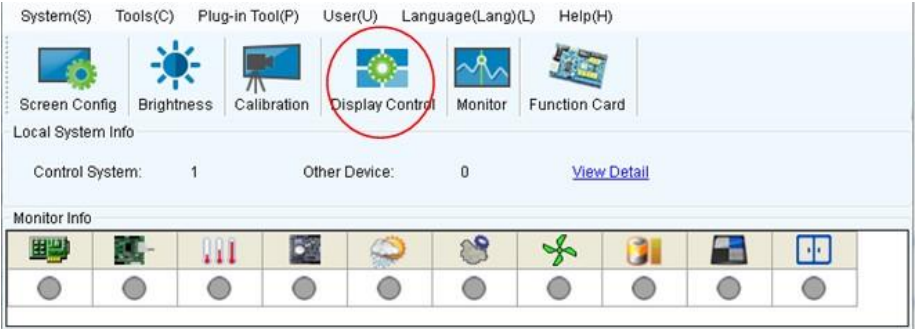 System(S) Tools(C) Plug-in Tool(P) User(U) Language(Lang)(L) Help(H)
Screen Config Brightness Calibration Display Control Monitor Function Card
Local System Info
Control System: 1 Other Device: 0 View Detail
Monitor Info